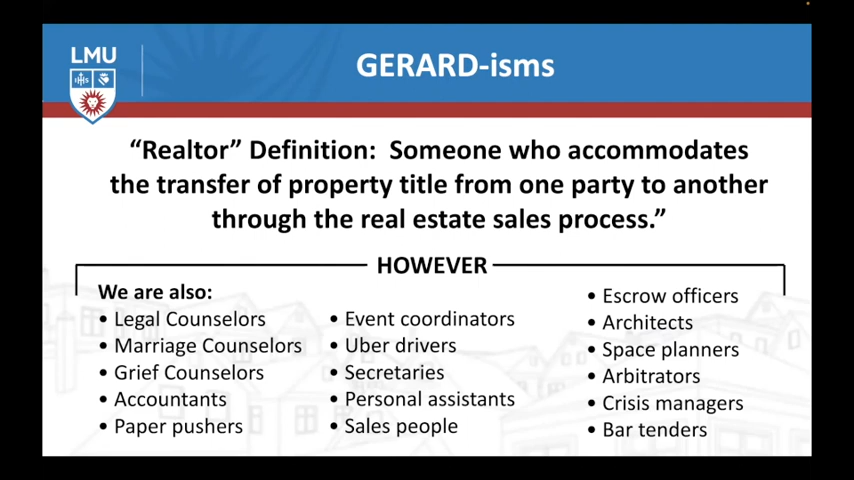 LMU
IHS
GERARD-isms
“Realtor” Definition: Someone who accommodates
the transfer of property title from one party to another
through the real estate sales process.”
HOWEVER
We are also:
• Legal Counselors
• Marriage Counselors
• Grief Counselors
• Accountants
• Paper pushers
• Event coordinators
• Uber drivers
• Secretaries
• Personal assistants
• Sales people
• Escrow officers
• Architects
• Space planners
• Arbitrators
• Crisis managers
• Bar tenders